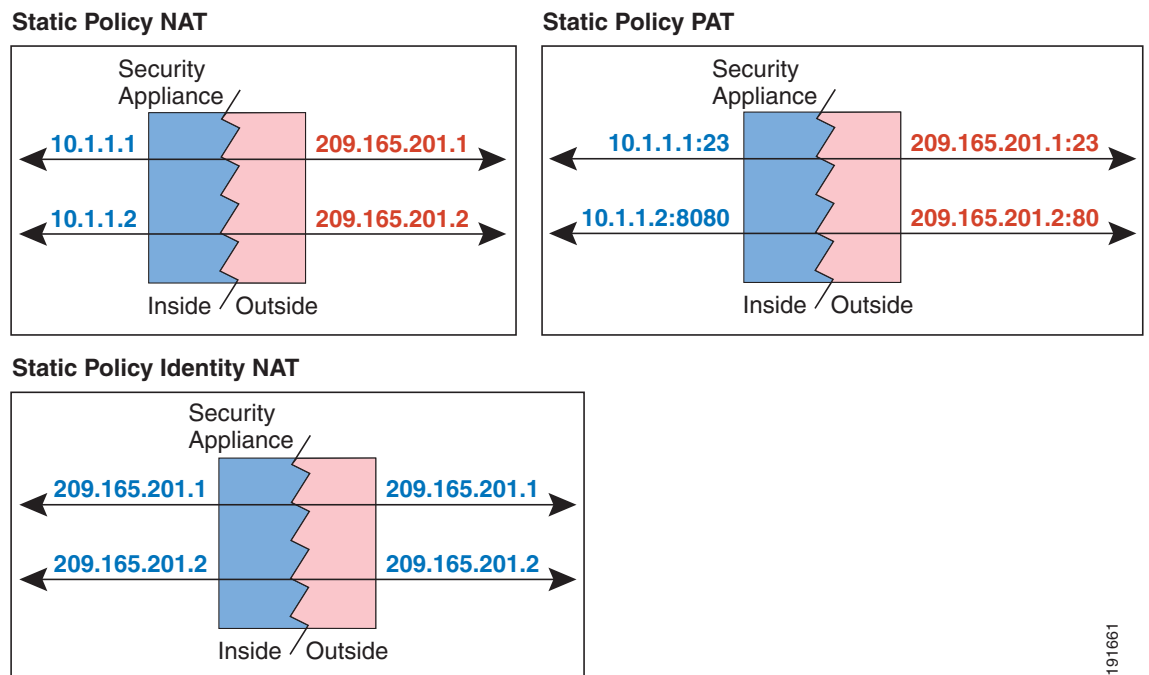 Static Policy NAT
Security
Appliance
10.1.1.1
209.165.201.1
10.1.1.2
209.165.201.2
Inside
Outside
Static Policy PAT
Security
Appliance
10.1.1.1:23
209.165.201.1:23
10.1.1.2:8080
209.165.201.2:80
Inside
Outside
Static Policy Identity NAT
Security
Appliance
209.165.201.1
209.165.201.1
209.165.201.2
209.165.201.2
Inside
Outside
191661